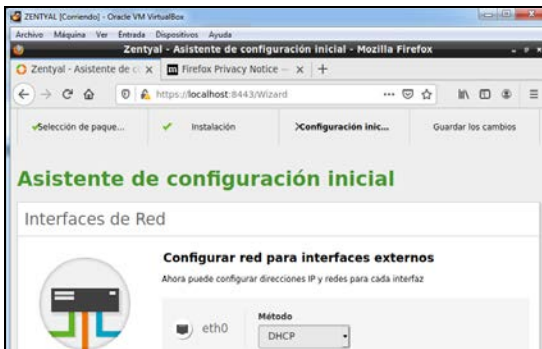 ZENTYAL [Corriendo] - Oracle VM VirtualBox
Archivo Máquina Ver Entrada Dispositivos Ayuda
Zentyal - Asistente de configuración inicial - Mozilla Firefox
Zentyal - Asistente de co
Firefox Privacy Notice —
https://localhost:8443/Wizard
Selección de paque...
Instalación
Configuración inic...
Guardar los cambios
Asistente de configuración inicial
Interfaces de Red
Configurar red para interfaces externos
Ahora puede configurar direcciones IP y redes para cada interfaz
Método
eth0
DHCP